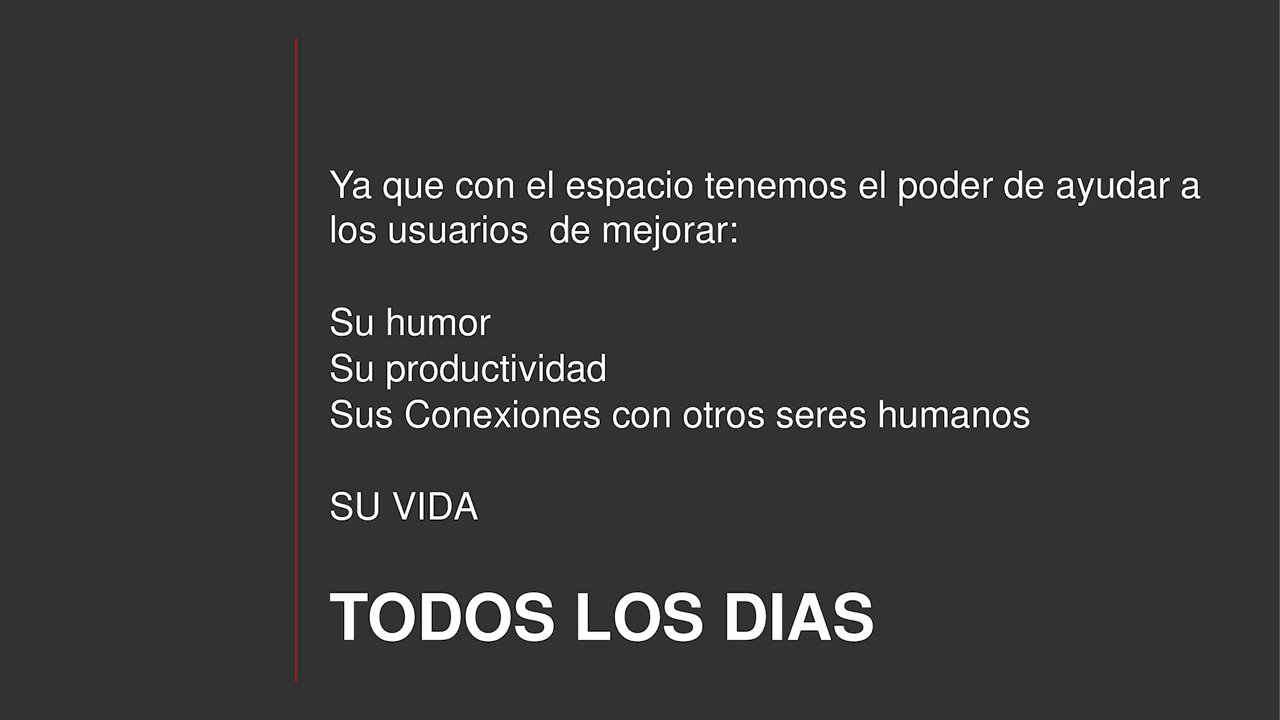 Ya que con el espacio tenemos el poder de ayudar a
los usuarios  de mejorar:
Su humor
Su productividad
Sus Conexiones con otros seres humanos
SU VIDA
TODOS LOS DIAS